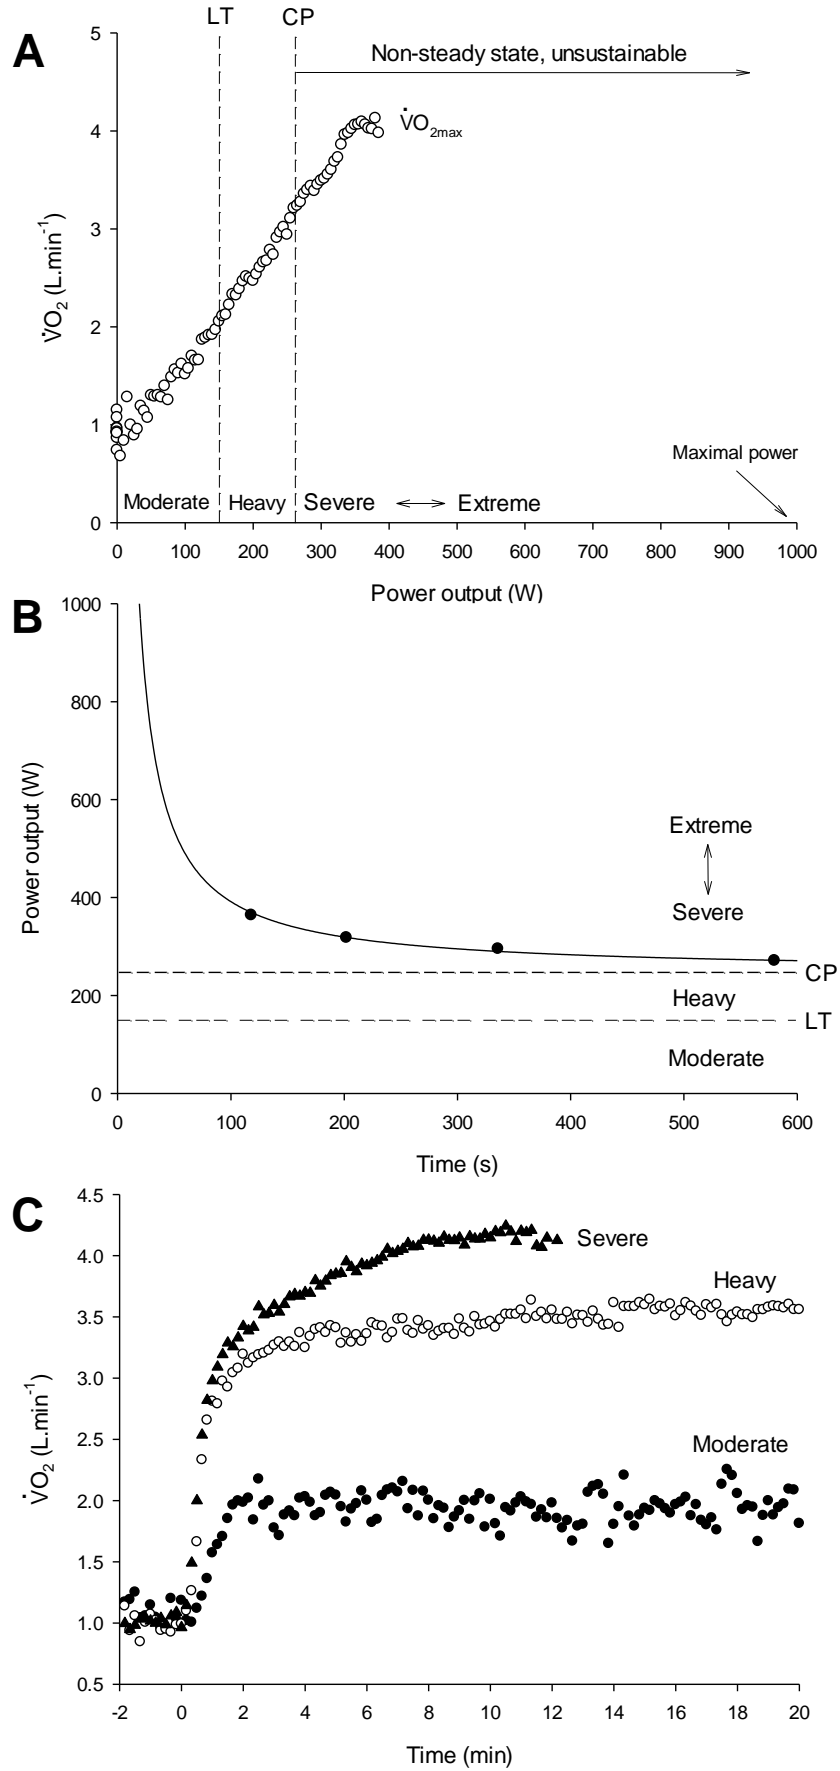 LT CP
A
5
Non-steady state, unsustainable
4
V̇O₂max
3
V̇O₂ (L.min⁻¹)
2
1
Maximal power
Moderate Heavy Severe Extreme
0
0 100 200 300 400 500 600 700 800 900 1000
Power output (W)
B
1000
800
Power output (W)
600
Extreme
400
Severe
CP
200
Heavy
LT
Moderate
0
0 100 200 300 400 500 600
Time (s)
C
4.5
Severe
4.0
Heavy
3.5
3.0
V̇O₂ (L.min⁻¹)
2.5
Moderate
2.0
1.5
1.0
0.5
-2 0 2 4 6 8 10 12 14 16 18 20
Time (min)